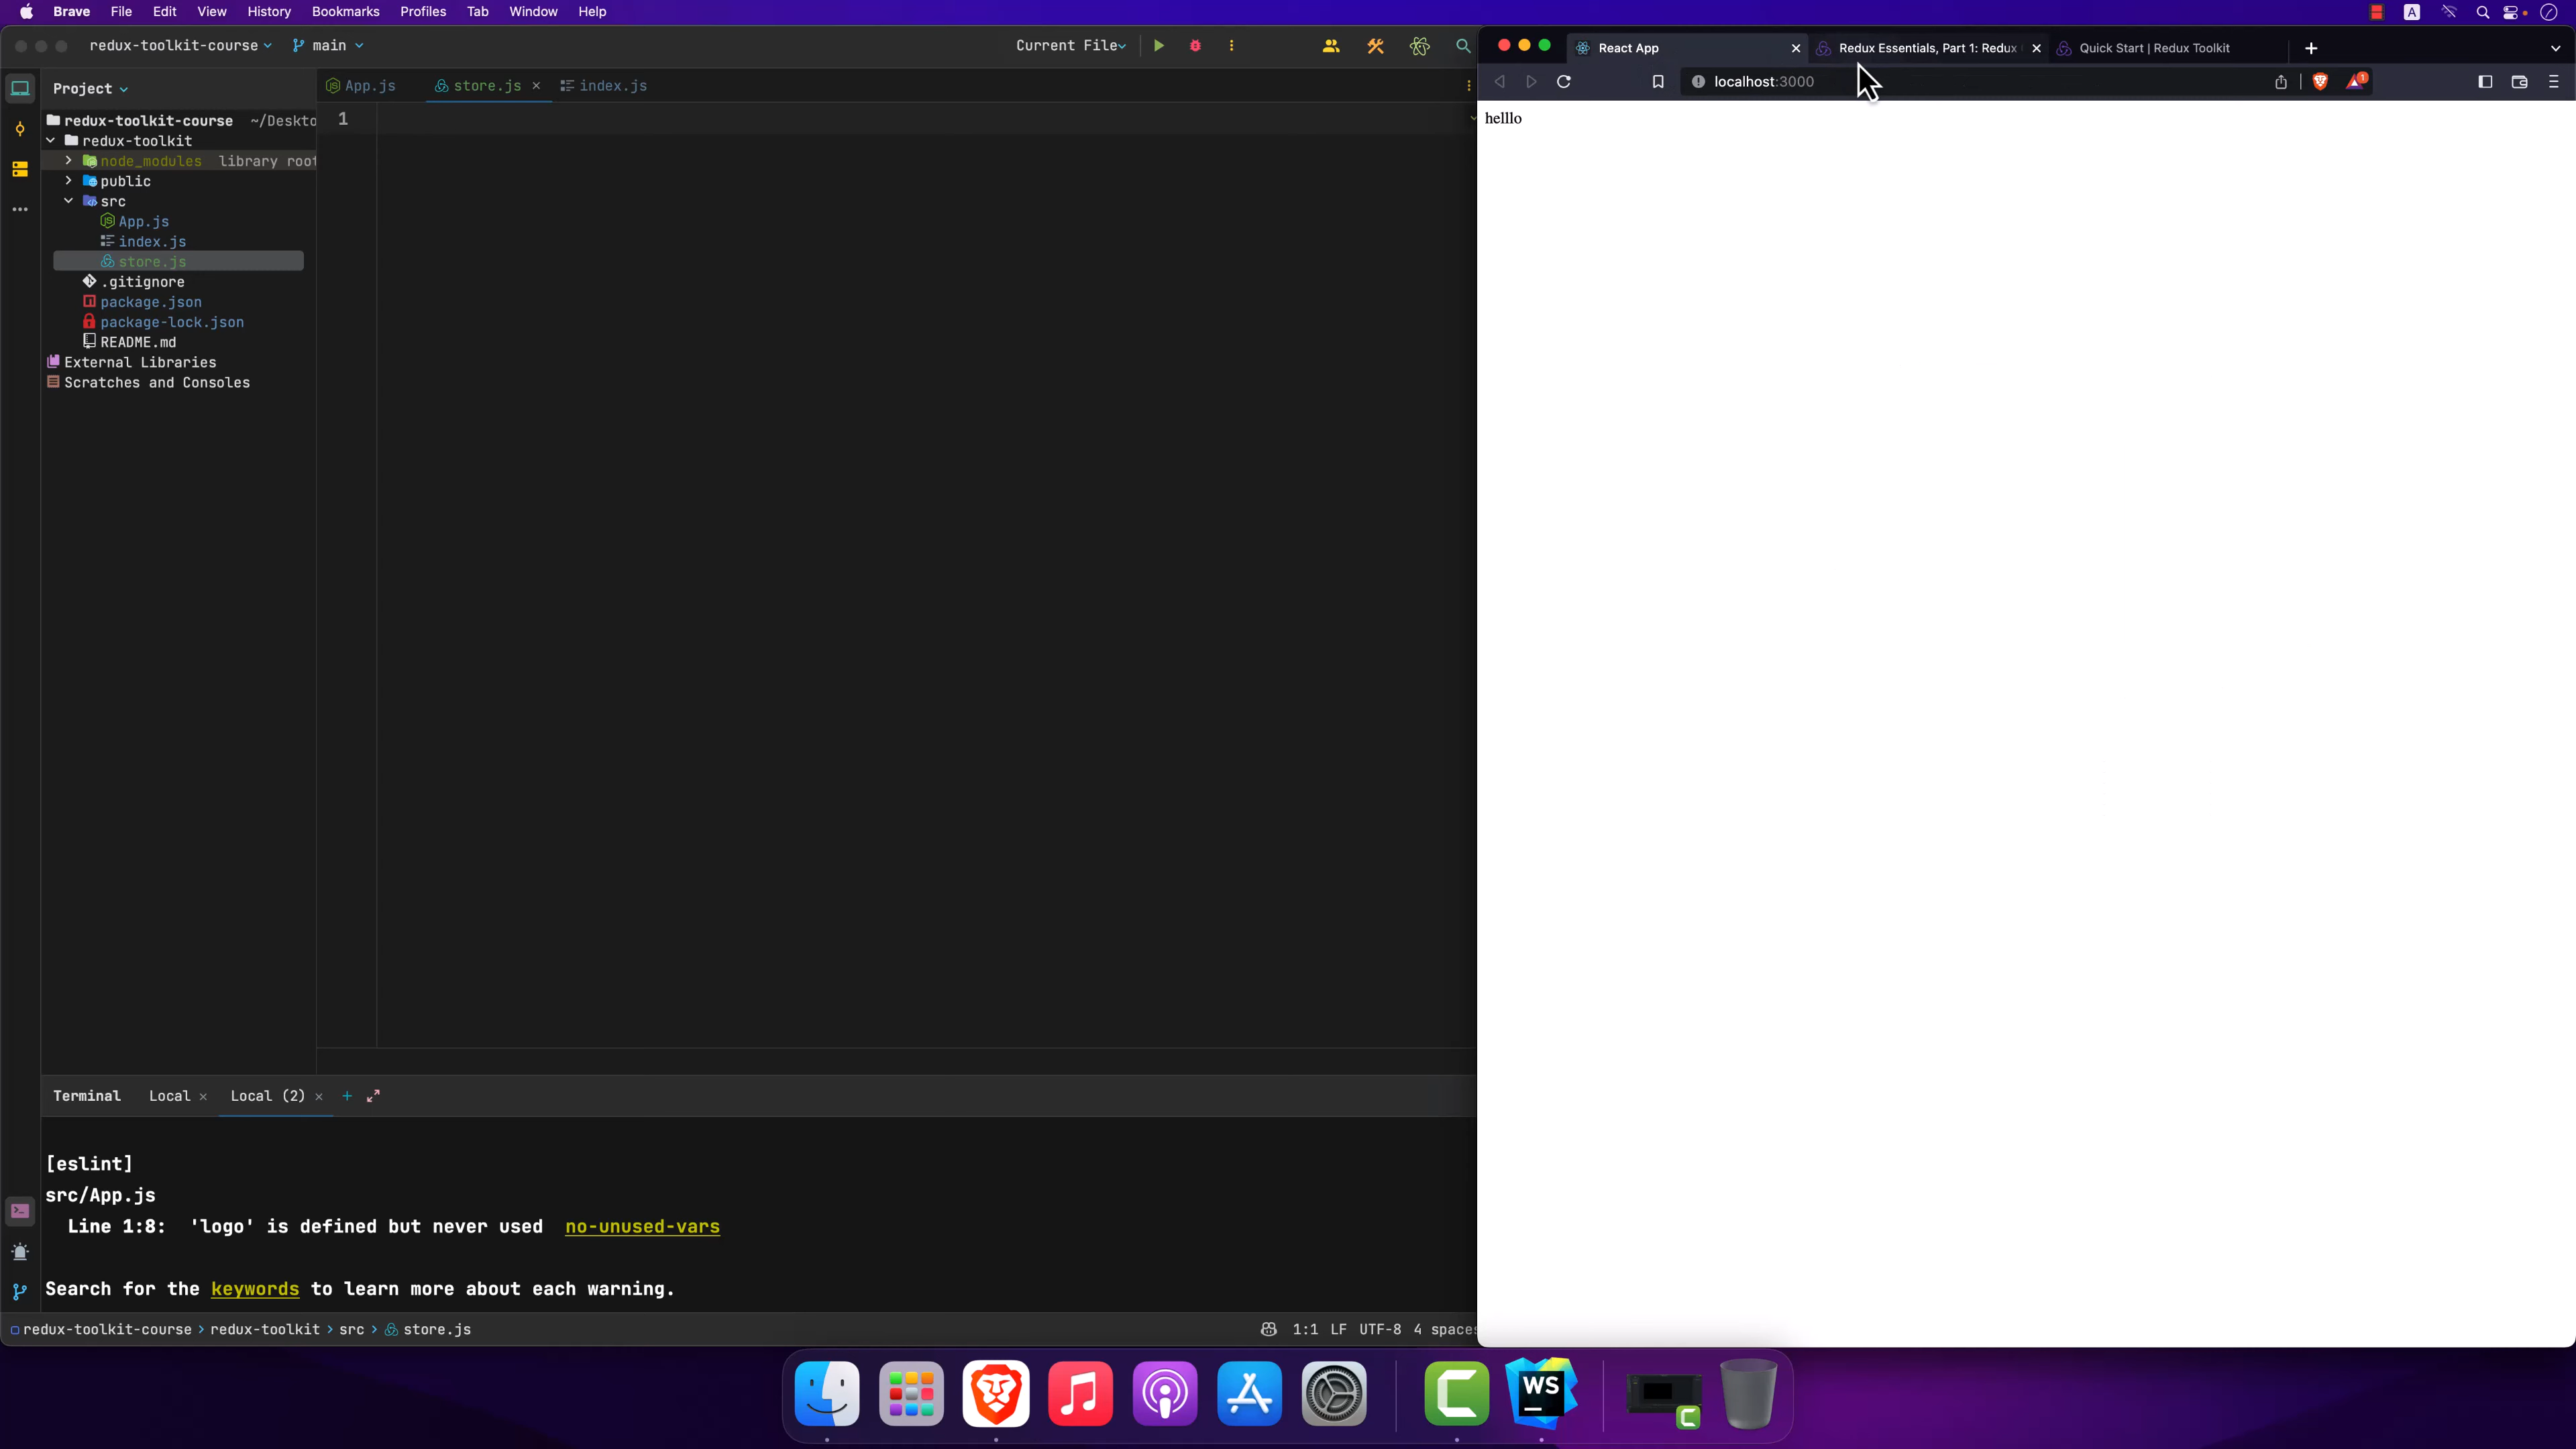 Brave File Edit View History Bookmarks Profiles Tab Window Help
A
redux-toolkit-course main Current File
Project
App.js store.js index.js
1
redux-toolkit-course ~/Deskto
redux-toolkit
node_modules library root
public
src
App.js
index.js
store.js
.gitignore
package.json
package-lock.json
README.md
External Libraries
Scratches and Consoles
Terminal Local Local (2)
[eslint]
src/App.js
Line 1:8: 'logo' is defined but never used no-unused-vars
Search for the keywords to learn more about each warning.
redux-toolkit-course > redux-toolkit > src > store.js 1:1 LF UTF-8 4 spaces
React App Redux Essentials, Part 1: Redux Quick Start | Redux Toolkit
localhost:3000 1
helllo
WS